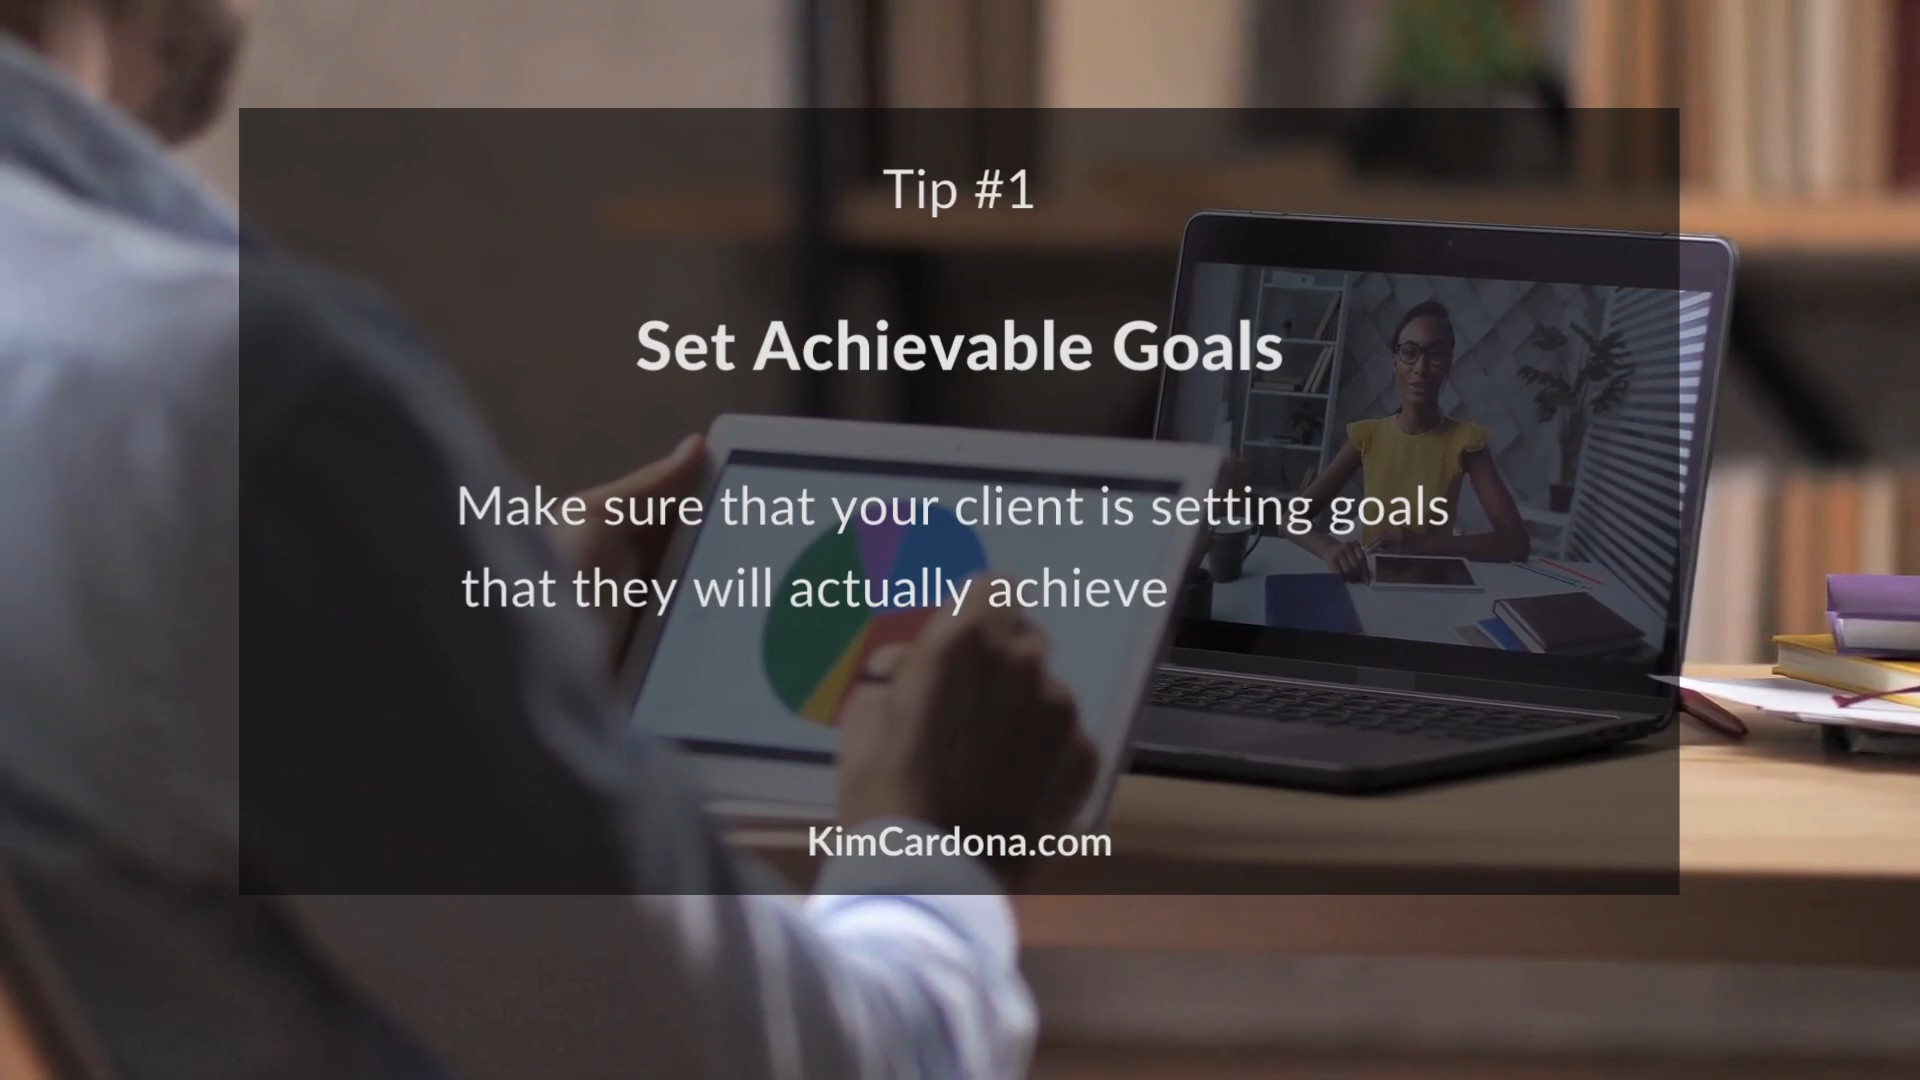 Tip #1
Set Achievable Goals
Make sure that your client is setting goals
that they will actually achieve
KimCardona.com